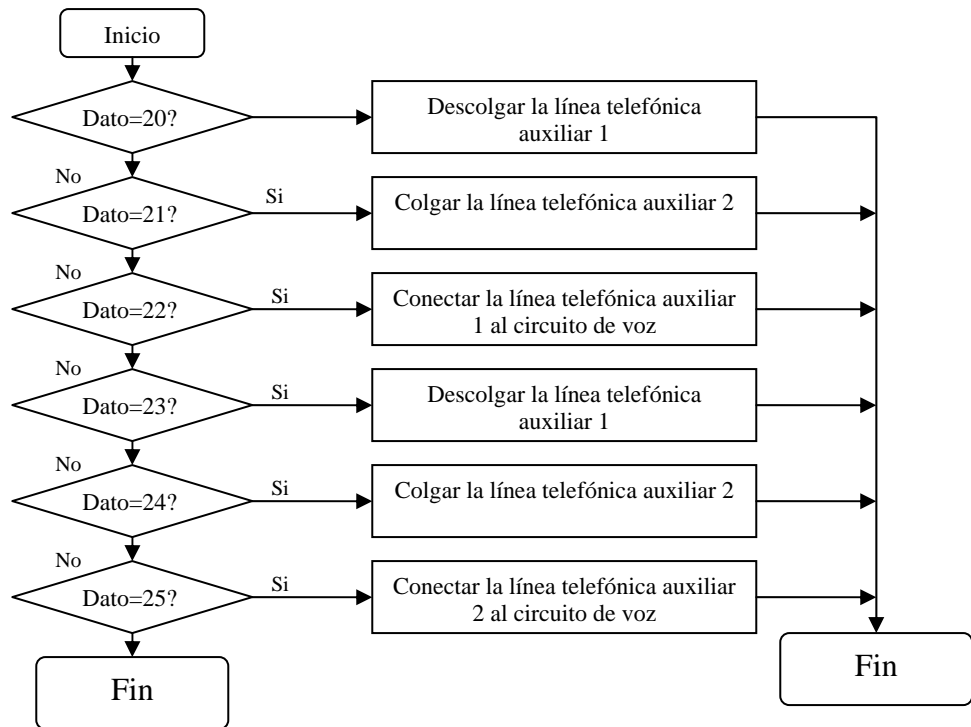 Inicio
Dato=20?
Descolgar la línea telefónica
auxiliar 1
No
Dato=21?
Si
Colgar la línea telefónica auxiliar 2
No
Dato=22?
Si
Conectar la línea telefónica auxiliar
1 al circuito de voz
No
Dato=23?
Si
Descolgar la línea telefónica
auxiliar 1
No
Dato=24?
Si
Colgar la línea telefónica auxiliar 2
No
Dato=25?
Si
Conectar la línea telefónica auxiliar
2 al circuito de voz
Fin
Fin